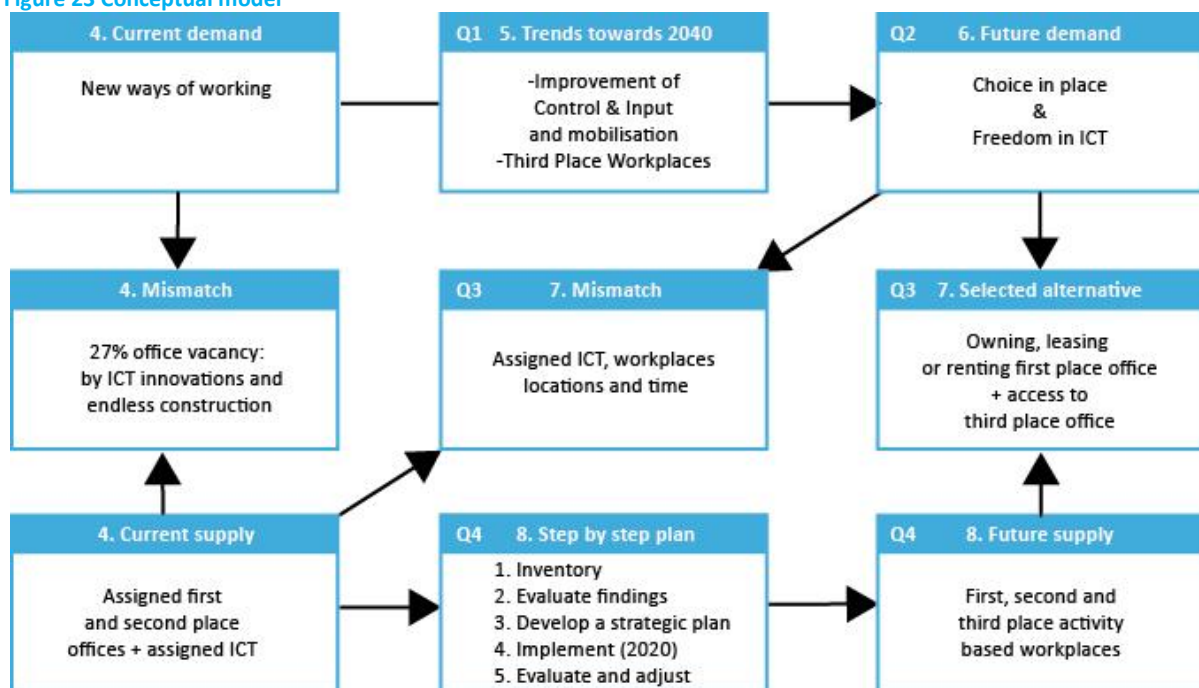 Figure 23 Conceptual model
4. Current demand
New ways of working
Q1 5. Trends towards 2040
-Improvement of
Control & Input
and mobilisation
-Third Place Workplaces
Q2 6. Future demand
Choice in place
&
Freedom in ICT
4. Mismatch
27% office vacancy:
by ICT innovations and
endless construction
Q3 7. Mismatch
Assigned ICT, workplaces
locations and time
Q3 7. Selected alternative
Owning, leasing
or renting first place office
+ access to
third place office
4. Current supply
Assigned first
and second place
offices + assigned ICT
Q4 8. Step by step plan
1. Inventory
2. Evaluate findings
3. Develop a strategic plan
4. Implement (2020)
5. Evaluate and adjust
Q4 8. Future supply
First, second and
third place activity
based workplaces